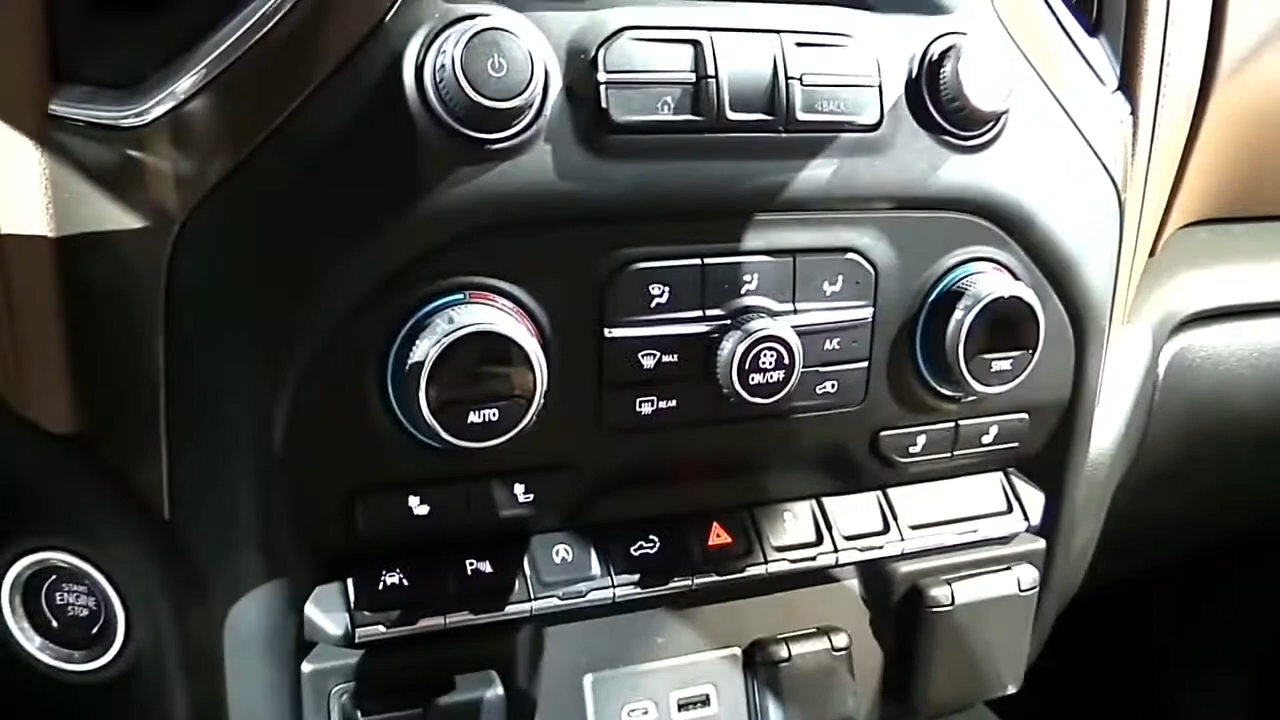 ◁BACK
MAX
A/C
ON/OFF
REAR
AUTO
SYNC
P
START
ENGINE
STOP